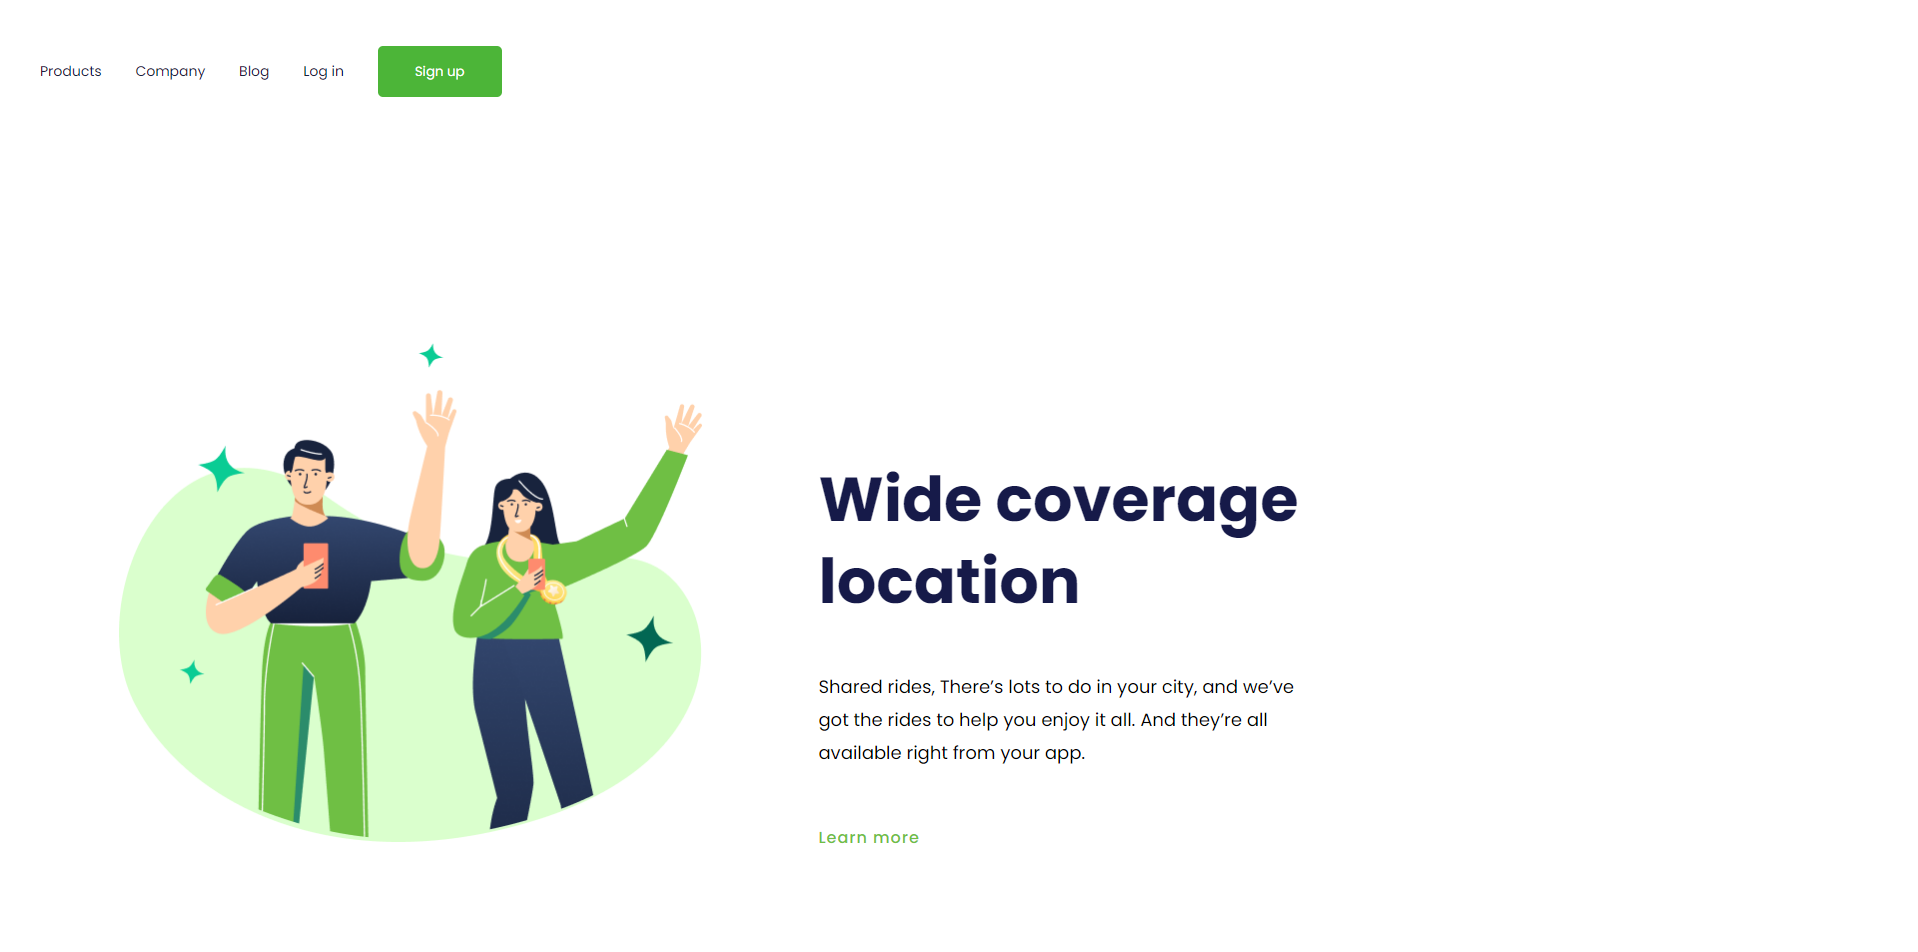 Products Company Blog Log in Sign up
Wide coverage
location
Shared rides, There’s lots to do in your city, and we’ve
got the rides to help you enjoy it all. And they’re all
available right from your app.
Learn more